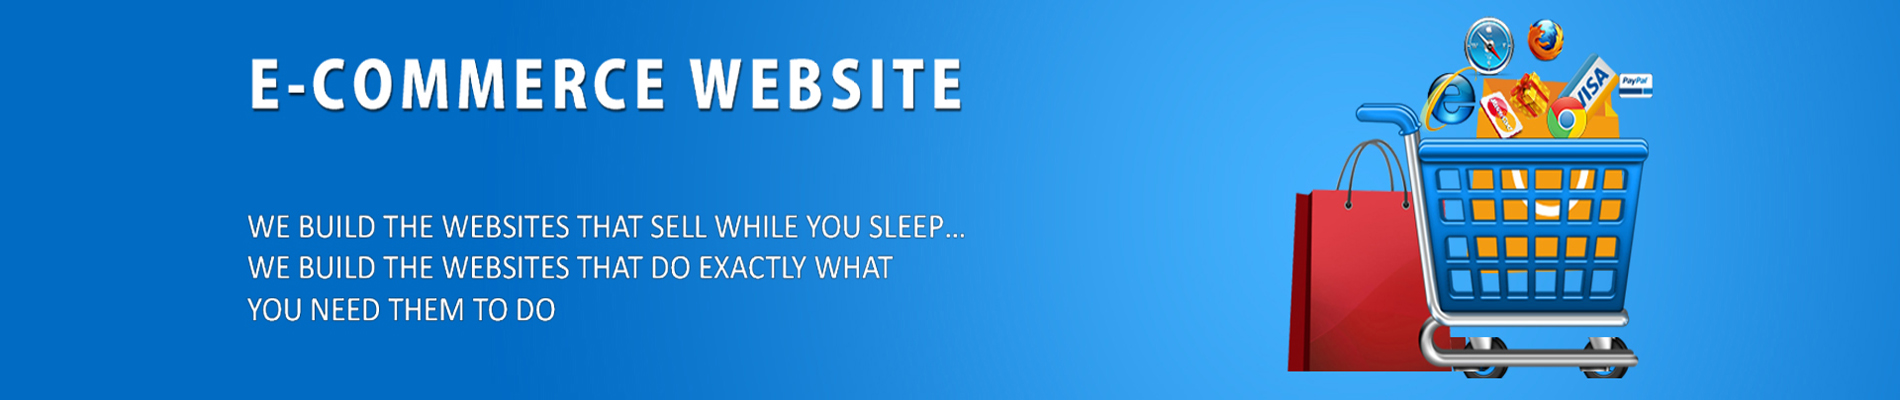 E-COMMERCE WEBSITE
WE BUILD THE WEBSITES THAT SELL WHILE YOU SLEEP...
WE BUILD THE WEBSITES THAT DO EXACTLY WHAT
YOU NEED THEM TO DO
VISA
PayPal